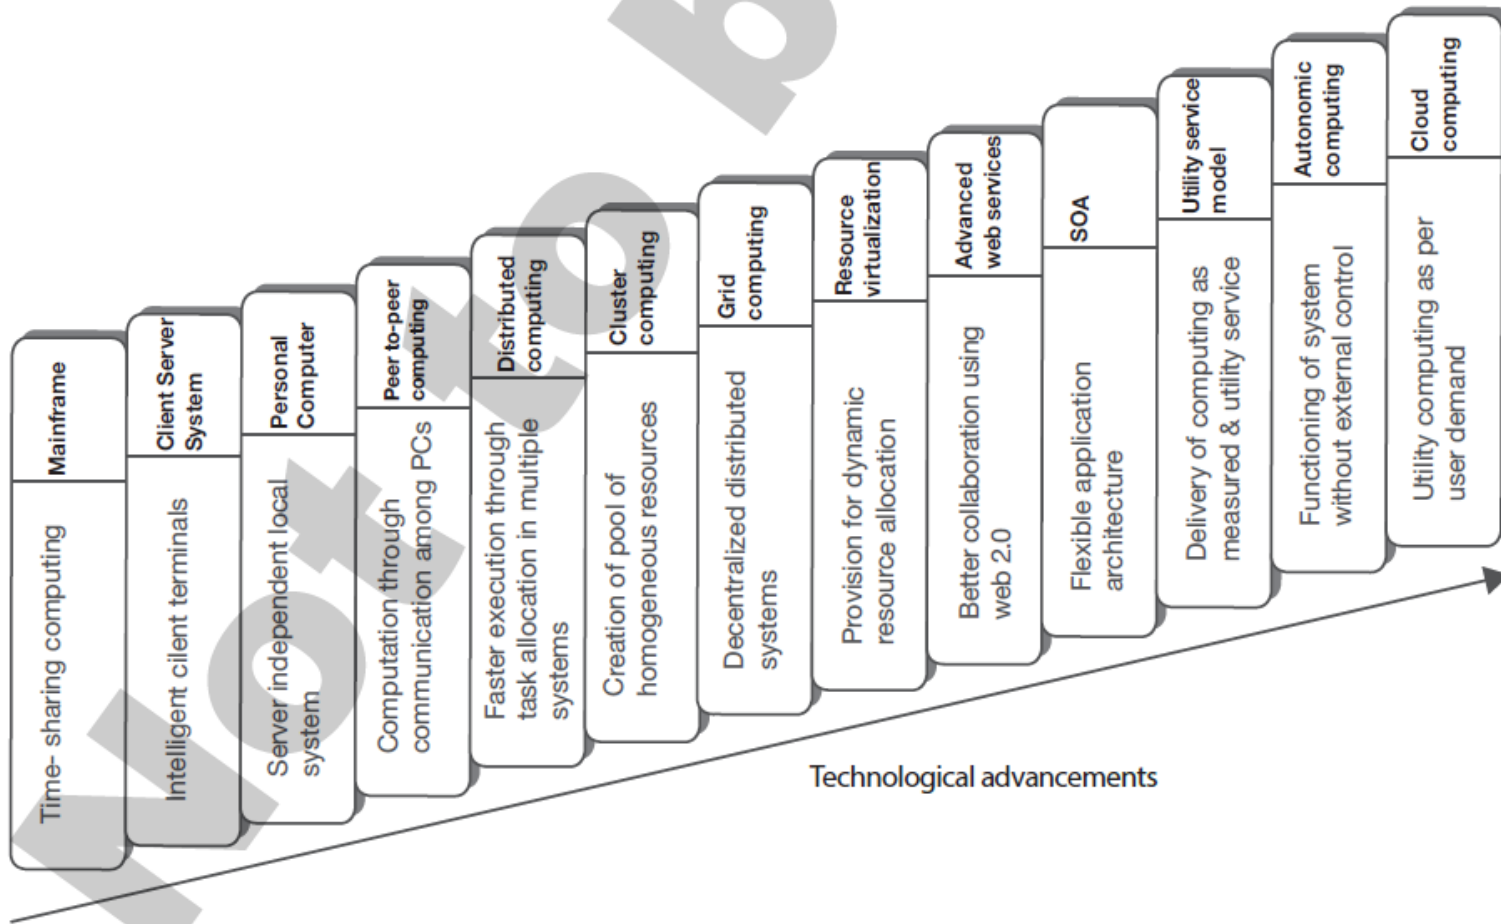 Mainframe
Time- sharing computing
Client Server
System
Intelligent cilent terminals
Personal
Computer
Server independent local
system
Peer to-peer
computing
Computation through
communication among PCs
Distributed
computing
Faster execution through
task allocation in multiple
systems
Cluster
computing
Creation of pool of
homogeneous resources
Grid
computing
Decentralized distributed
systems
Resource
virtualization
Provision for dynamic
resource allocation
Advanced
web services
Better collaboration using
web 2.0
SOA
Flexible application
architecture
Utility service
model
Delivery of computing as
measured & utility service
Autonomic
computing
Functioning of system
without external control
Cloud
computing
Utility computing as per
user demand
Technological advancements
Not to b